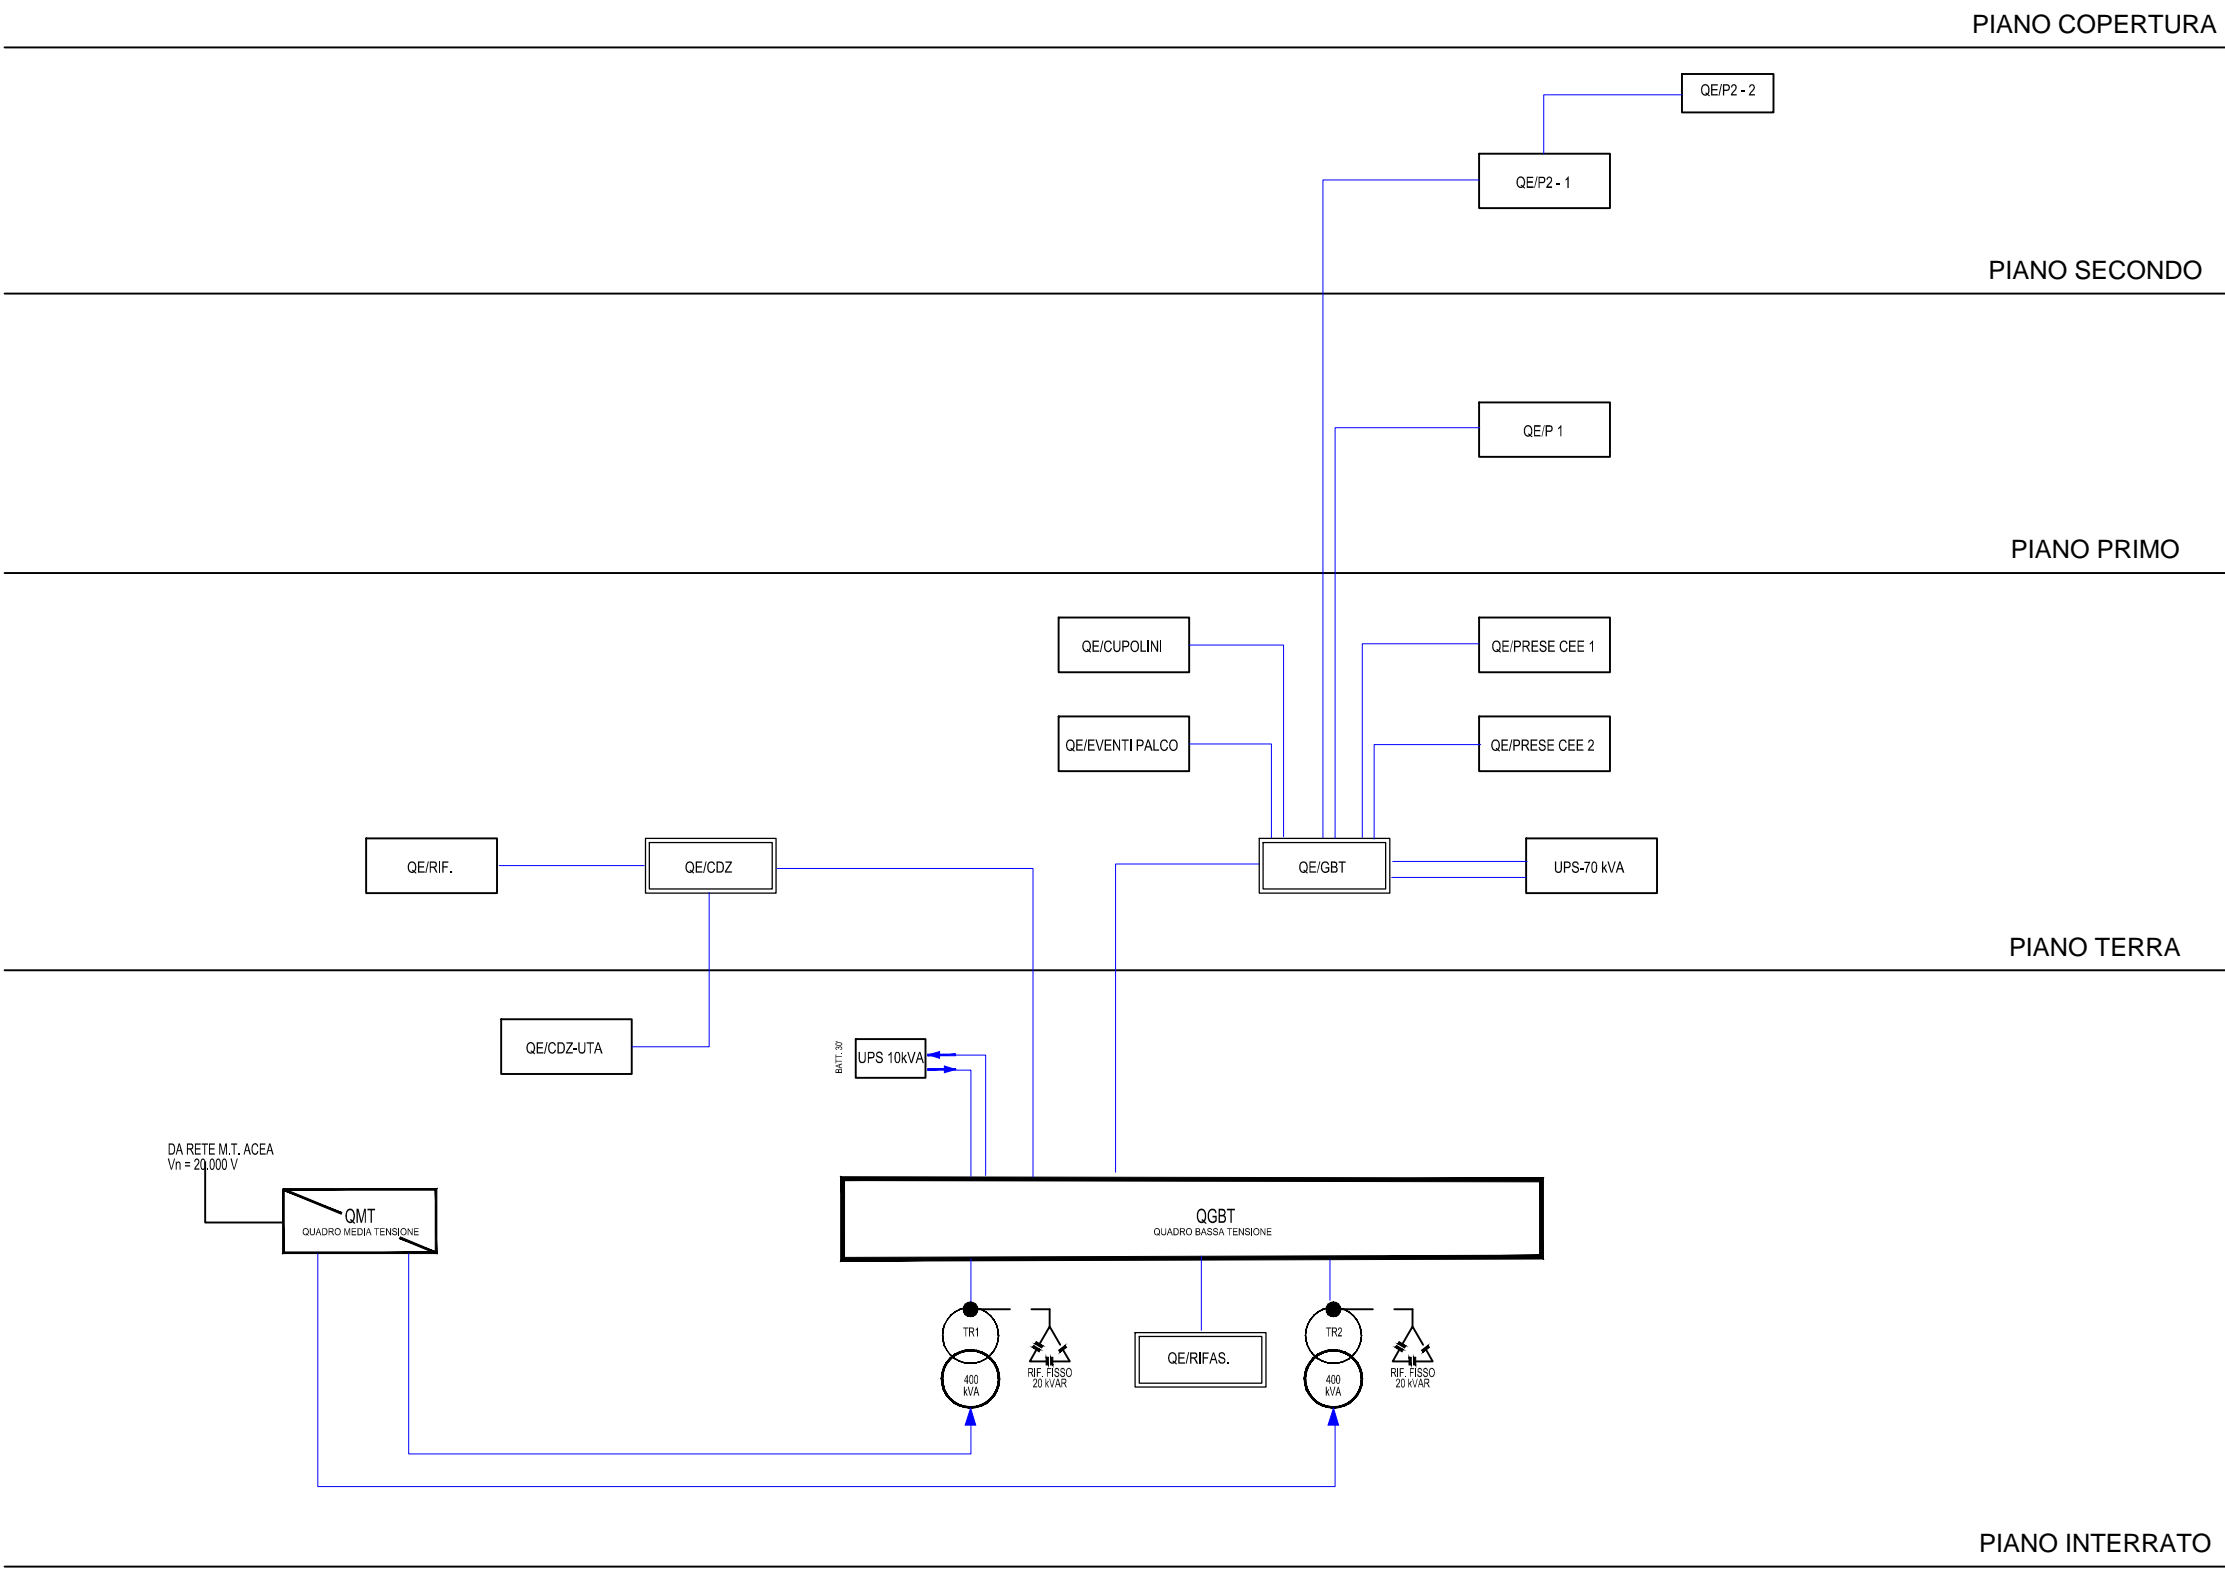 PIANO COPERTURA
QE/P2 - 2
QE/P2 - 1
PIANO SECONDO
QE/P 1
PIANO PRIMO
QE/CUPOLINI
QE/PRESE CEE 1
QE/EVENTI PALCO
QE/PRESE CEE 2
QE/RIF.
QE/CDZ
QE/GBT
UPS-70 kVA
PIANO TERRA
QE/CDZ-UTA
BATT. 30'
UPS 10kVA
DA RETE M.T. ACEA
Vn = 20.000 V
QMT
QUADRO MEDIA TENSIONE
QGBT
QUADRO BASSA TENSIONE
TR1
400
kVA
RIF. FISSO
20 kVAR
QE/RIFAS.
TR2
400
kVA
RIF. FISSO
20 kVAR
PIANO INTERRATO